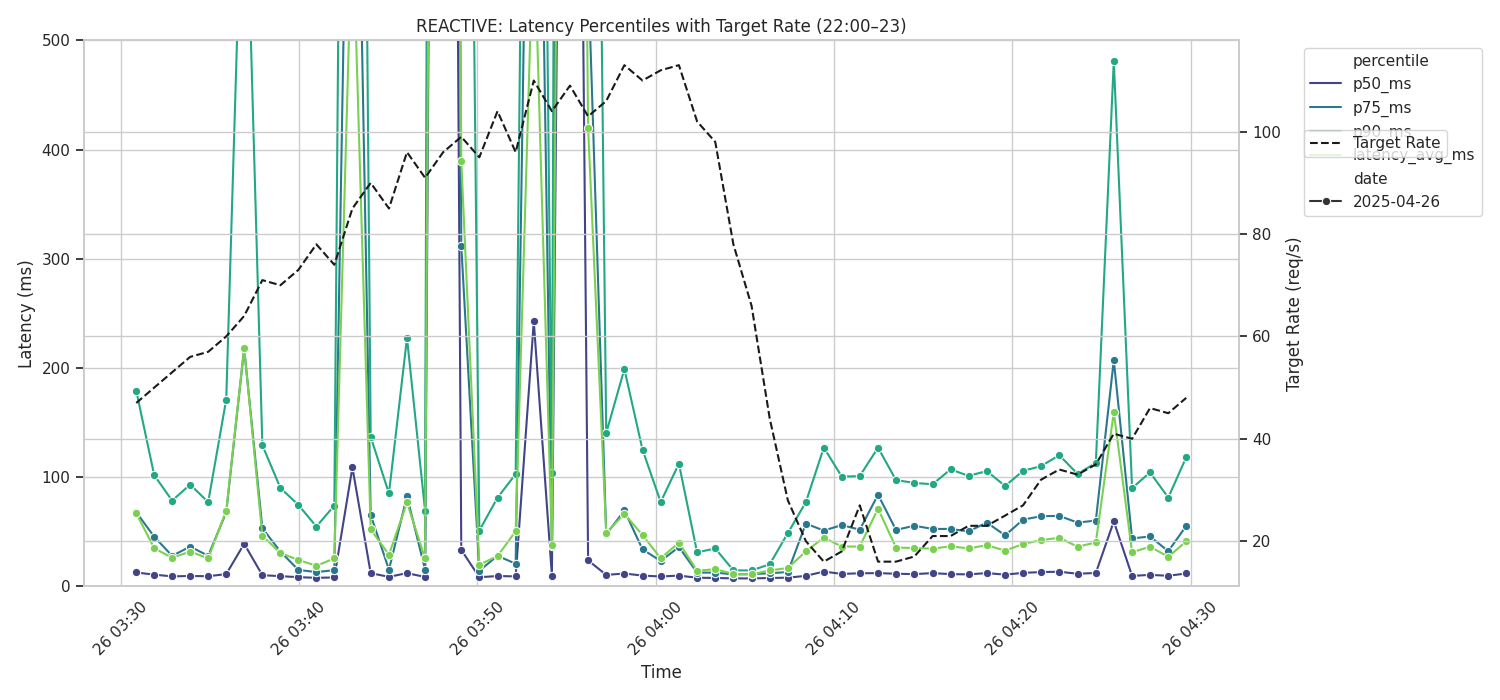 REACTIVE: Latency Percentiles with Target Rate (22:00–23)
500
400
300
200
100
0
Latency (ms)
100
80
60
40
20
Target Rate (req/s)
26 03:30
26 03:40
26 03:50
26 04:00
26 04:10
26 04:20
26 04:30
Time
percentile
p50_ms
p75_ms
p90_ms
Target Rate
latency_avg_ms
date
2025-04-26